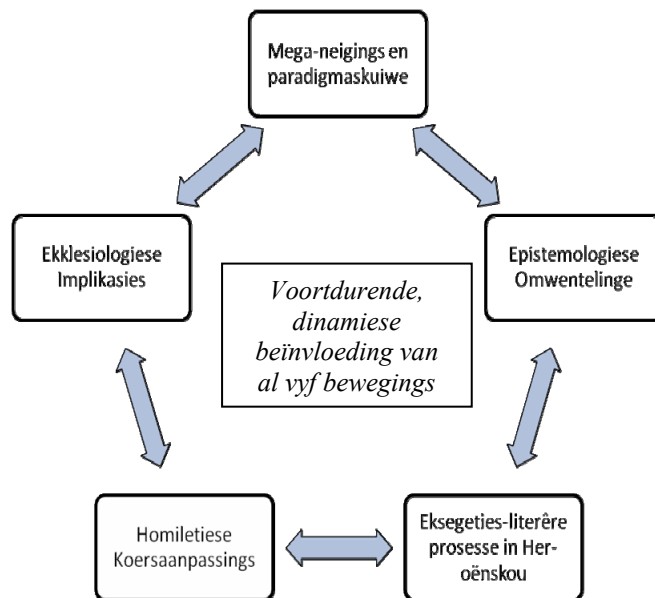 Mega-neigings en
paradigmaskuiwe
Ekklesiologiese
Implikasies
Epistemologiese
Omwentelinge
Voortdurende,
dinamiese
beïnvloeding van
al vyf bewegings
Homiletiese
Koersaanpassings
Eksegeties-literêre
prosesse in Her-
oënskou